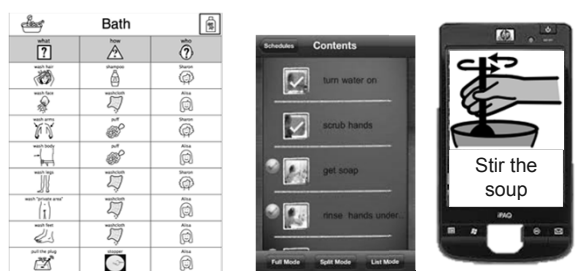 Bath
what how who
wash hair shampoo Sharon
wash face washcloth Alisa
wash arms puff Sharon
wash body puff Alisa
wash legs washcloth Sharon
wash "private area" washcloth Alisa
wash feet washcloth Alisa
pull the plug stopper Alisa
Schedules Contents
turn water on
scrub hands
get soap
rinse hands under...
Full Mode Split Mode List Mode
hp
Stir the
soup
iPAQ